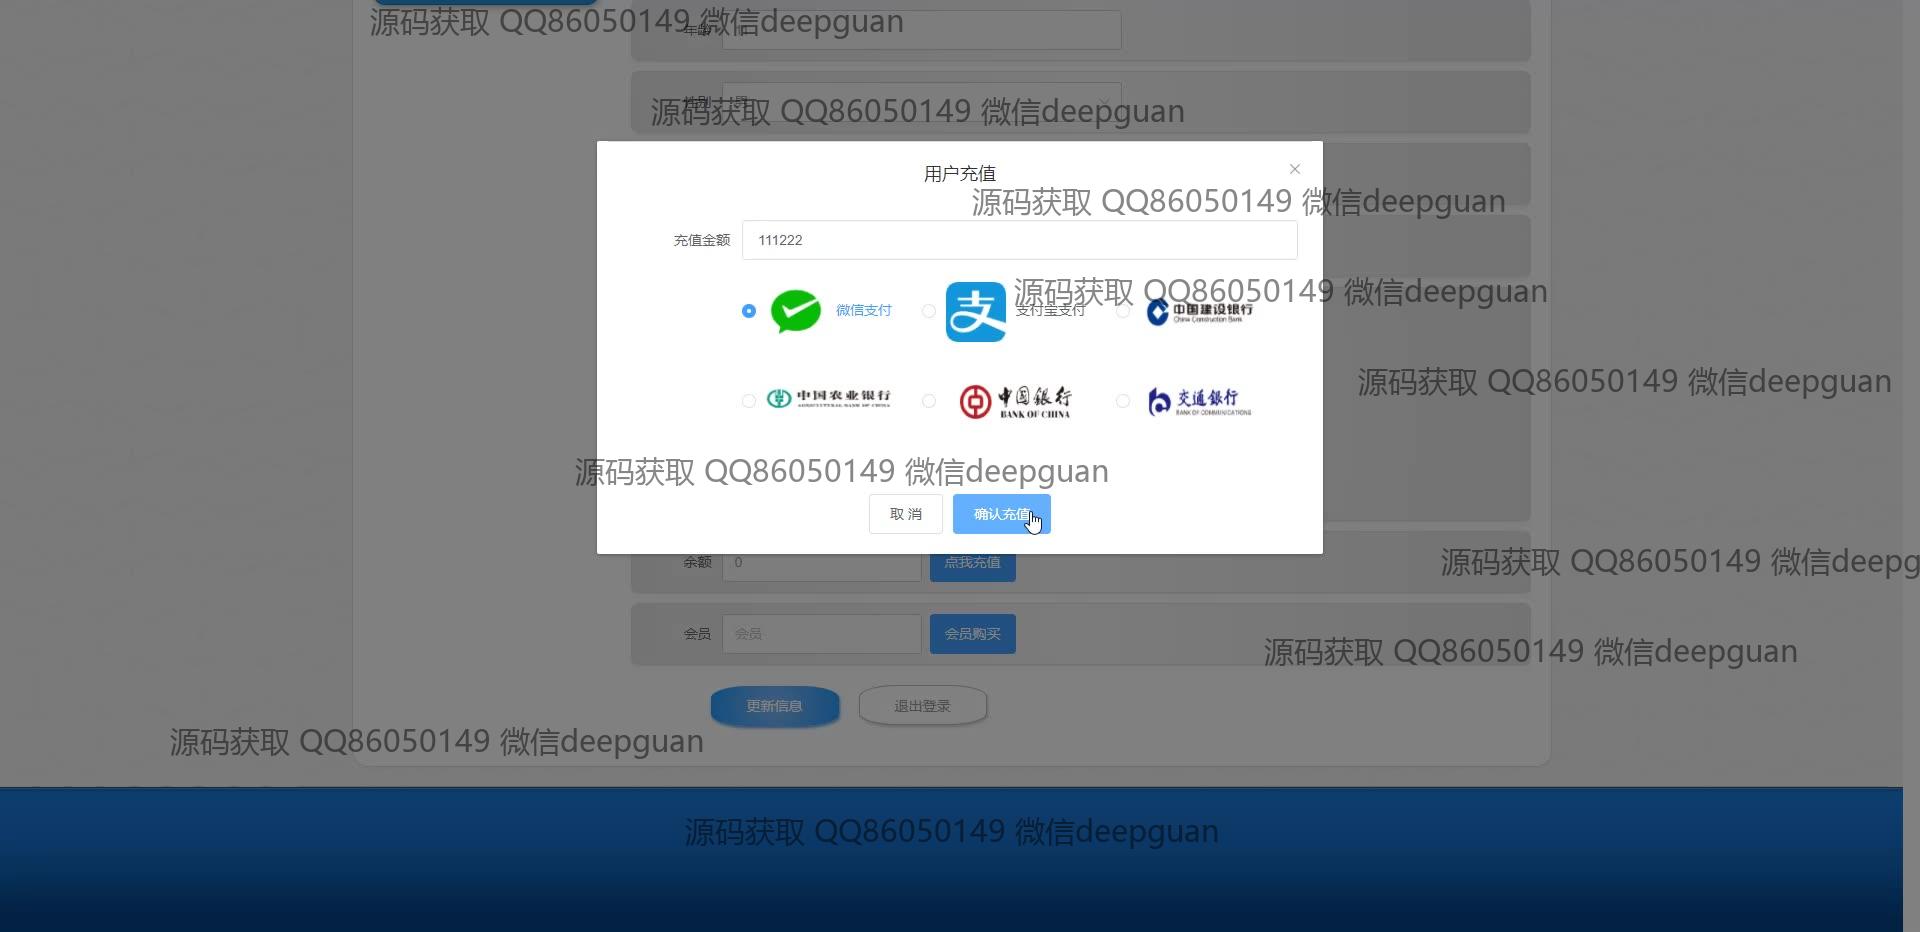 源码获取 QQ86050149 微信deepguan
年龄
性别 男
源码获取 QQ86050149 微信deepguan
用户充值
源码获取 QQ86050149 微信deepguan
充值金额 111222
源码获取 QQ86050149 微信deepguan
微信支付 支付宝支付 中国建设银行
China Construction Bank
源码获取 QQ86050149 微信deepguan
中国农业银行 中国银行 交通银行
AGRICULTURAL BANK OF CHINA BANK OF CHINA BANK OF COMMUNICATIONS
源码获取 QQ86050149 微信deepguan
取消 确认充值
余额 0 点我充值
源码获取 QQ86050149 微信deepg
会员 会员 会员购买
源码获取 QQ86050149 微信deepguan
更新信息 退出登录
源码获取 QQ86050149 微信deepguan
源码获取 QQ86050149 微信deepguan